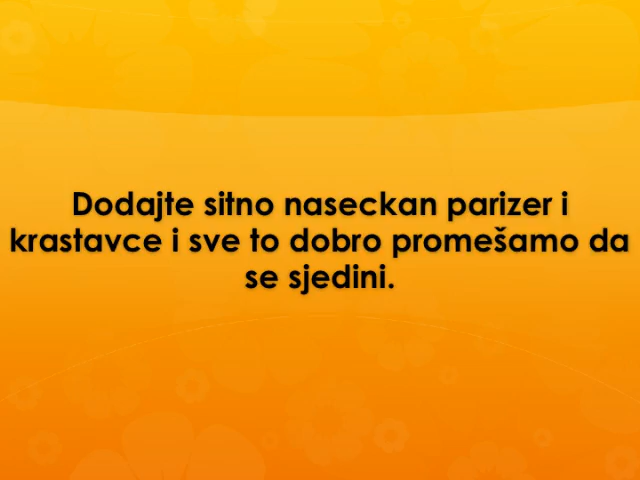 Dodajte sitno naseckan parizer i
krastavce i sve to dobro promešamo da
se sjedini.